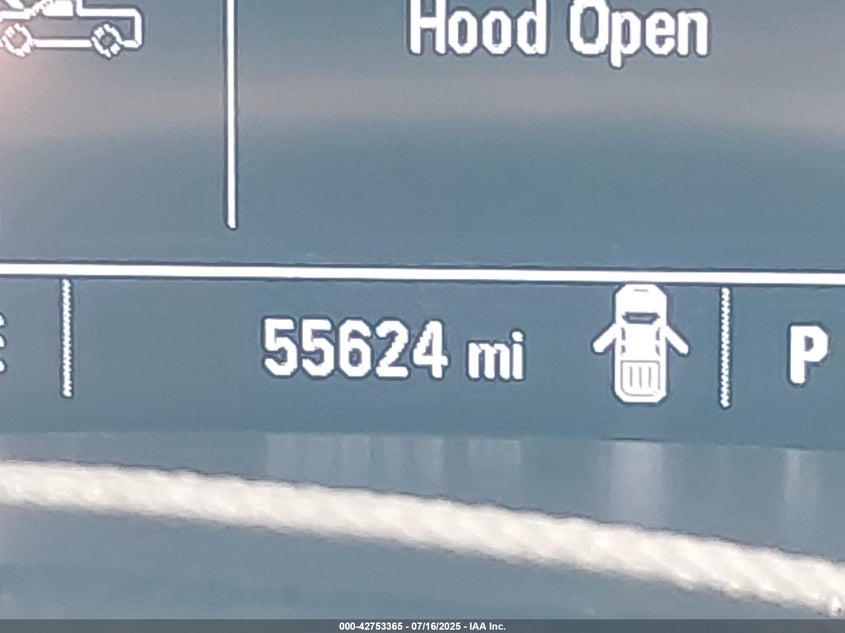 Hood Open
55624 mi
P
000-42753365 - 07/16/2025 - IAA Inc.